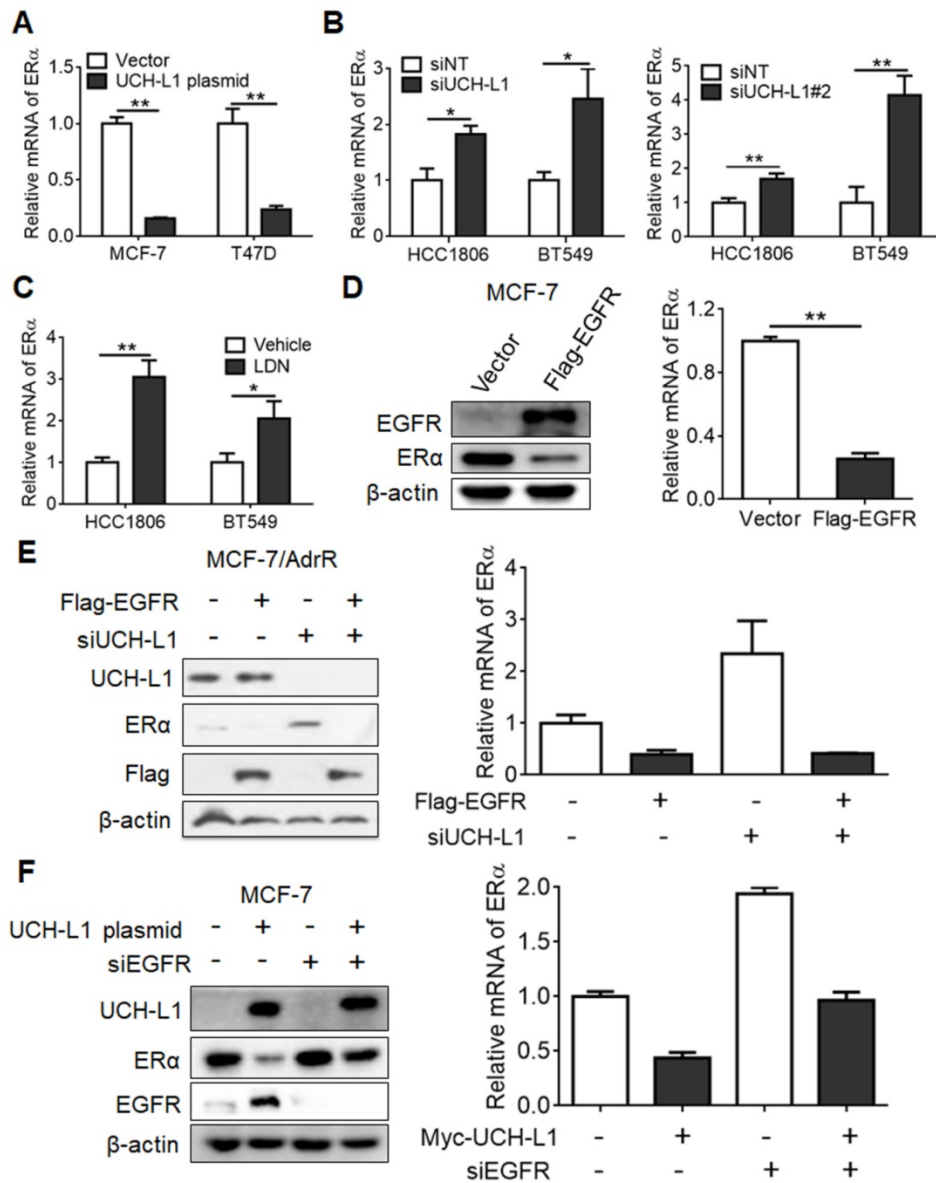 A
Relative mRNA of ERα
Vector
UCH-L1 plasmid
**
**
1.5
1.0
0.5
0.0
MCF-7 T47D
B
Relative mRNA of ERα
siNT
siUCH-L1
*
*
3
2
1
0
HCC1806 BT549
Relative mRNA of ERα
siNT
siUCH-L1#2
**
**
6
4
2
1
0
HCC1806 BT549
C
Relative mRNA of ERα
Vehicle
LDN
**
*
4
3
2
1
0
HCC1806 BT549
D
MCF-7
Vector Flag-EGFR
EGFR
ERα
β-actin
Relative mRNA of ERα
**
1.2
0.8
0.4
0.0
Vector Flag-EGFR
E
MCF-7/AdrR
Flag-EGFR - + - +
siUCH-L1 - - + +
UCH-L1
ERα
Flag
β-actin
Relative mRNA of ERα
4
3
2
1
0
Flag-EGFR - + - +
siUCH-L1 - - + +
F
MCF-7
UCH-L1 plasmid - + - +
siEGFR - - + +
UCH-L1
ERα
EGFR
β-actin
Relative mRNA of ERα
2.0
1.5
1.0
0.5
0.0
Myc-UCH-L1 - + - +
siEGFR - - + +